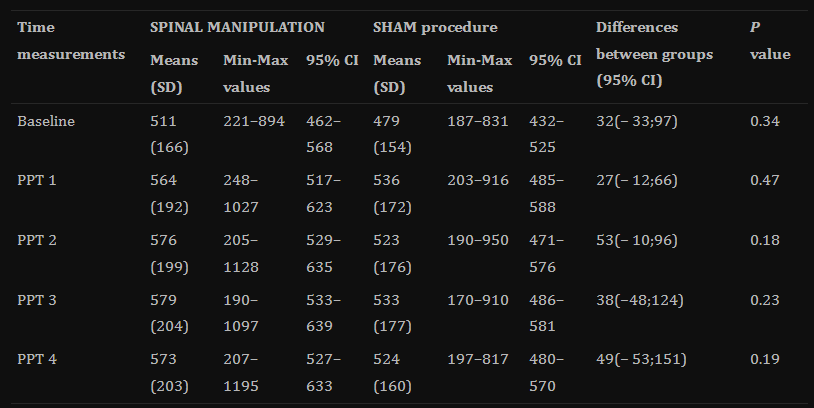 Time measurements	SPINAL MANIPULATION	SHAM procedure	Differences between groups (95% CI)	P value
Means (SD)	Min-Max values	95% CI	Means (SD)	Min-Max values	95% CI
Baseline	511 (166)	221–894	462–568	479 (154)	187–831	432–525	32(− 33;97)	0.34
PPT 1	564 (192)	248–1027	517–623	536 (172)	203–916	485–588	27(− 12;66)	0.47
PPT 2	576 (199)	205–1128	529–635	523 (176)	190–950	471–576	53(− 10;96)	0.18
PPT 3	579 (204)	190–1097	533–639	533 (177)	170–910	486–581	38(−48;124)	0.23
PPT 4	573 (203)	207–1195	527–633	524 (160)	197–817	480–570	49(− 53;151)	0.19